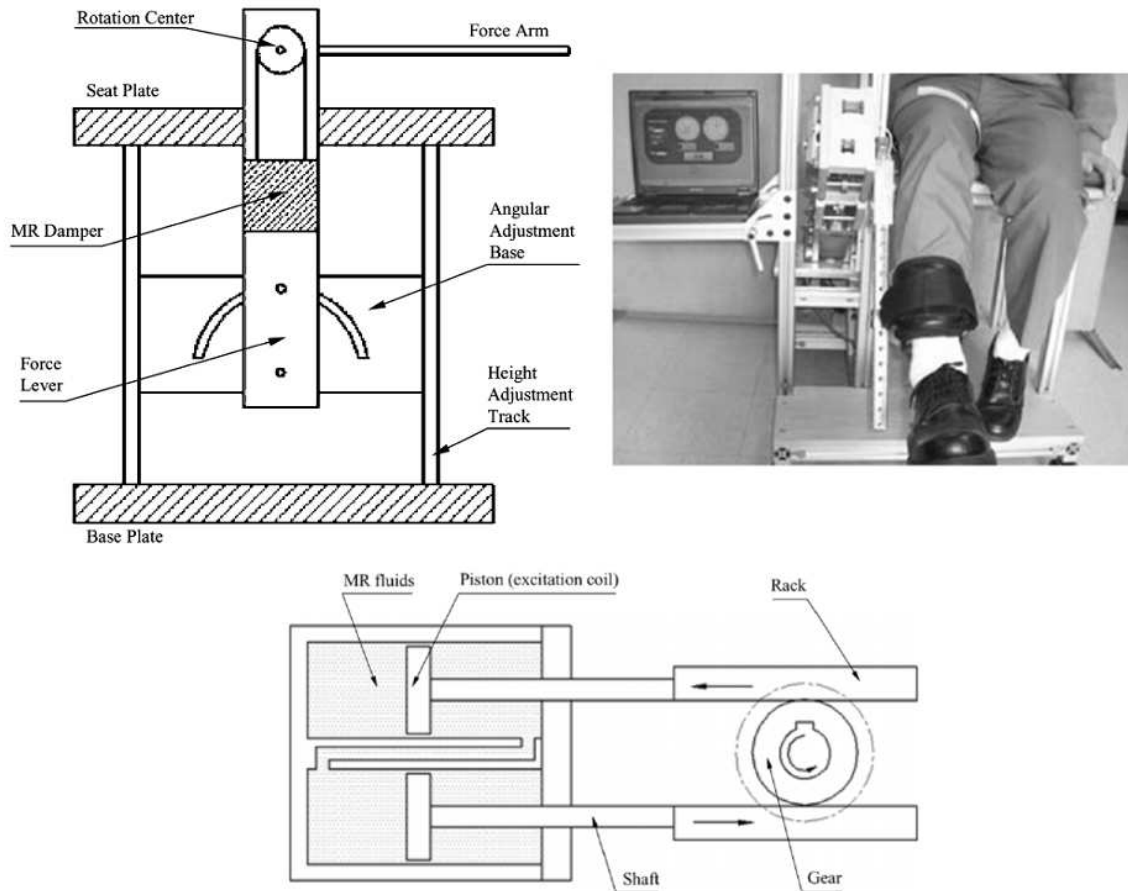 Rotation Center
Force Arm
Seat Plate
MR Damper
Angular
Adjustment
Base
Force
Lever
Height
Adjustment
Track
Base Plate
MR fluids
Piston (excitation coil)
Rack
Shaft
Gear